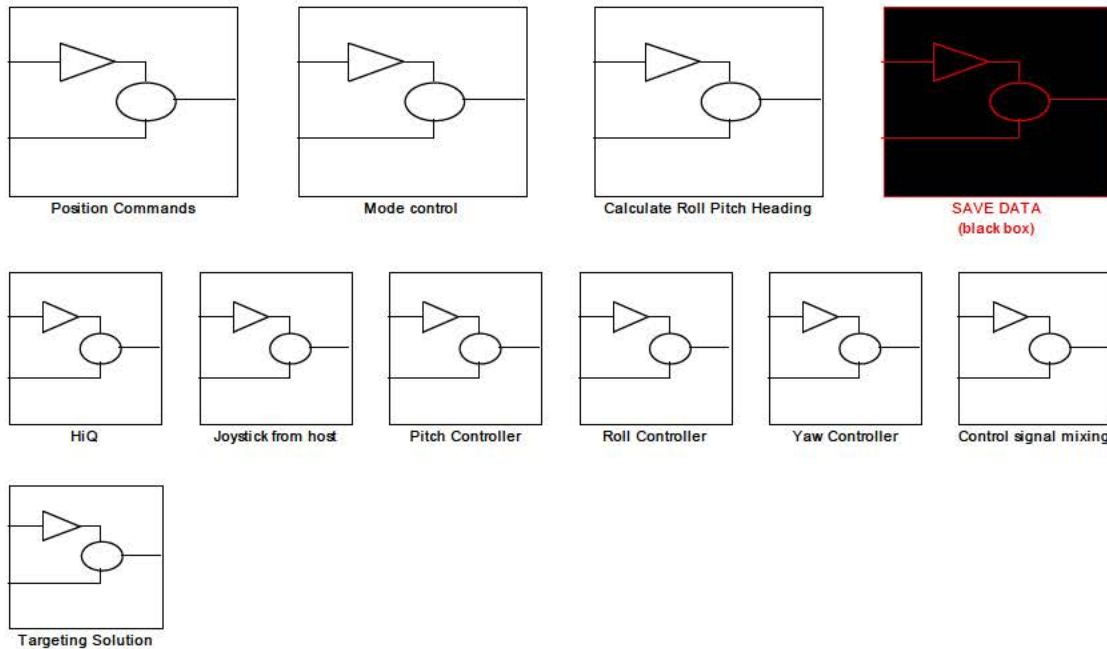 Position Commands
Mode control
Calculate Roll Pitch Heading
SAVE DATA
(black box)
HiQ
Joystick from host
Pitch Controller
Roll Controller
Yaw Controller
Control signal mixing
Targeting Solution